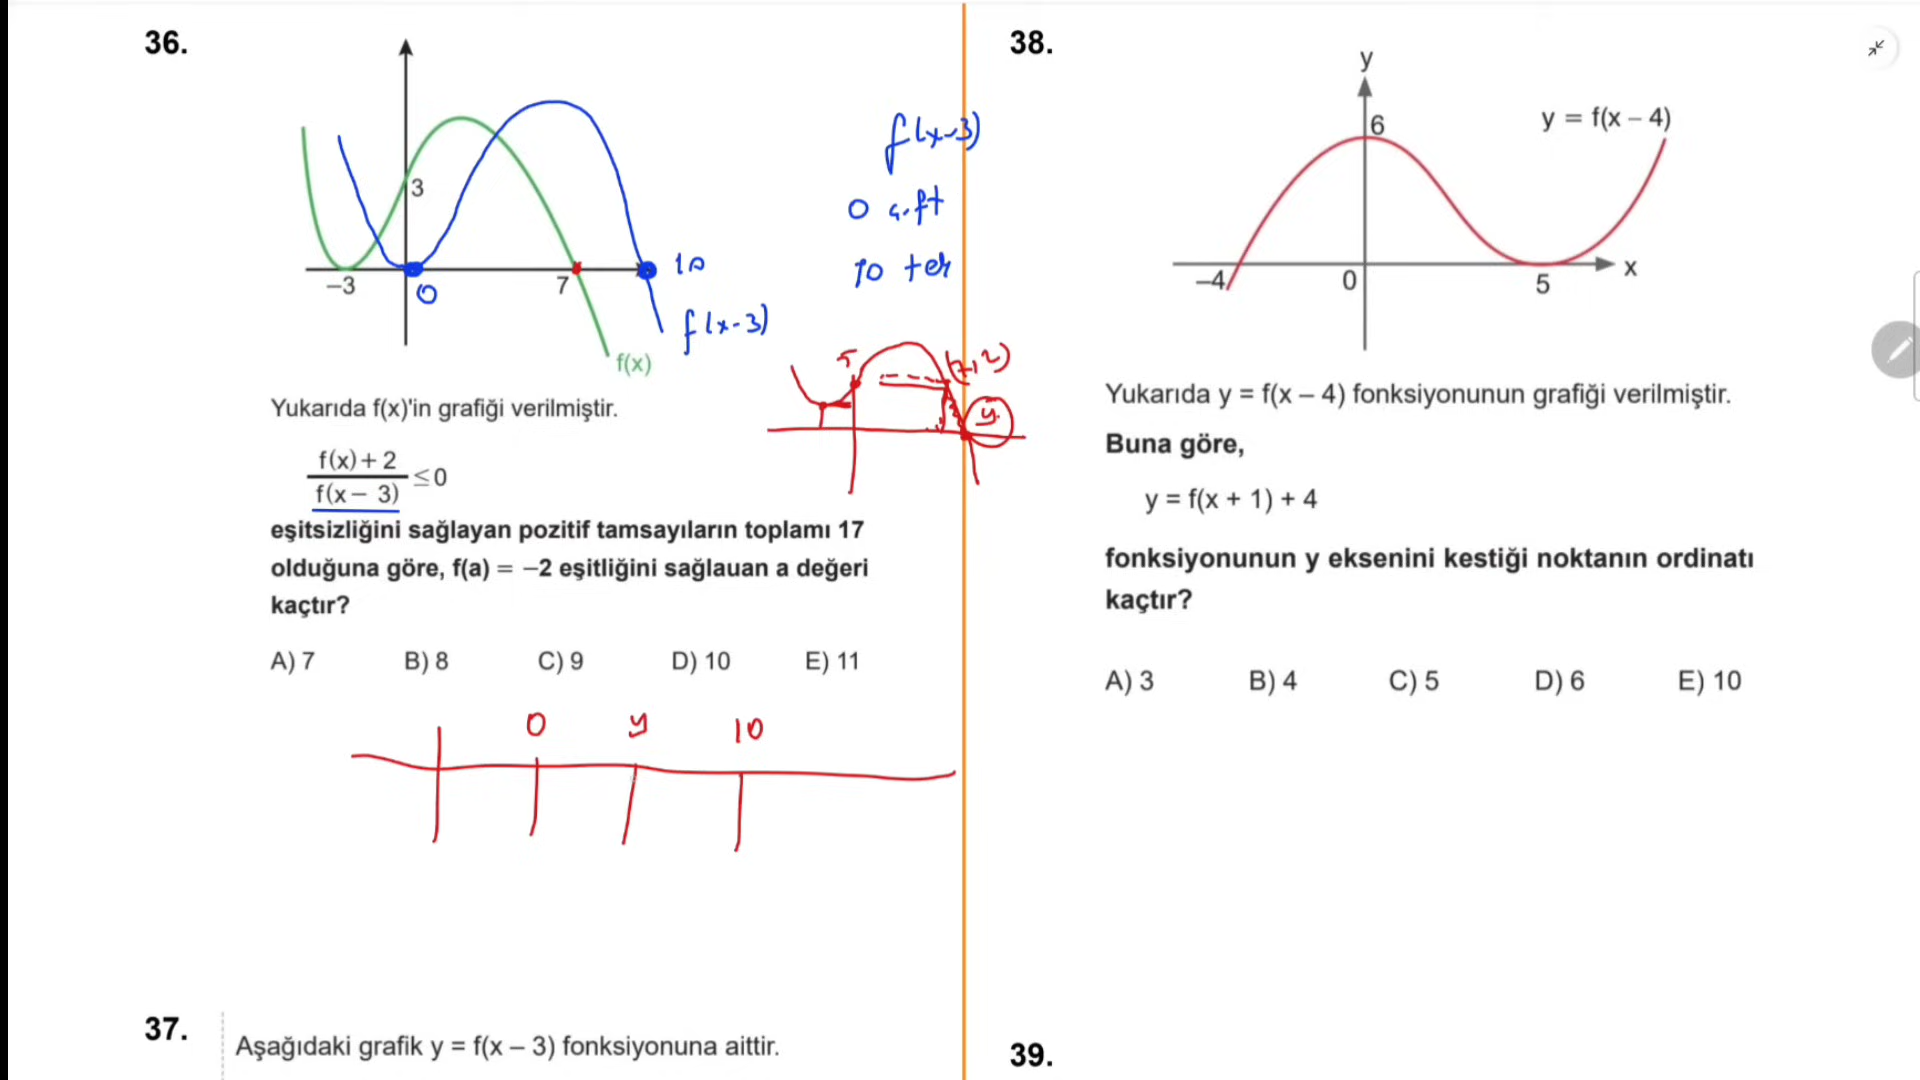 36.
3
-3
0
7
10
f(x-3)
f(x)
f(x-3)
0 çift
10 tek
5
(7,2)
y
Yukarıda f(x)'in grafiği verilmiştir.
f(x) + 2
f(x – 3)
≤ 0
eşitsizliğini sağlayan pozitif tamsayıların toplamı 17
olduğuna göre, f(a) = –2 eşitliğini sağlauan a değeri
kaçtır?
A) 7 B) 8 C) 9 D) 10 E) 11
0 y 10
37.
Aşağıdaki grafik y = f(x – 3) fonksiyonuna aittir.
38.
y
6
y = f(x – 4)
–4
0
5
x
Yukarıda y = f(x – 4) fonksiyonunun grafiği verilmiştir.
Buna göre,
y = f(x + 1) + 4
fonksiyonunun y eksenini kestiği noktanın ordinatı
kaçtır?
A) 3 B) 4 C) 5 D) 6 E) 10
39.